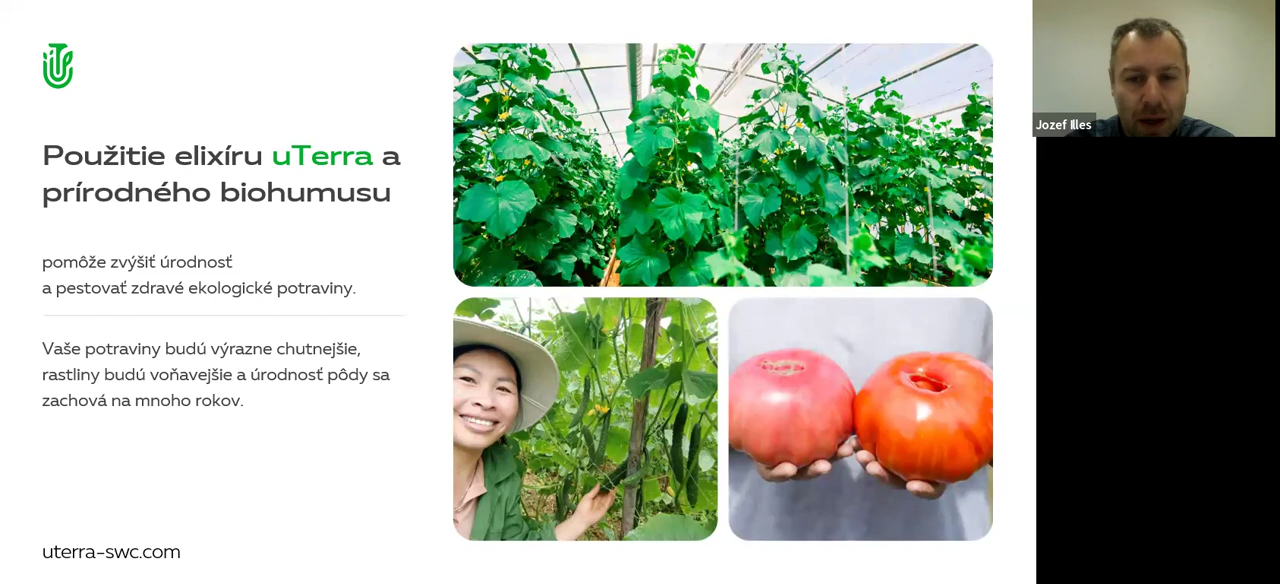 Použitie elixíru uTerra a
prírodného biohumusu
pomôže zvýšiť úrodnosť
a pestovať zdravé ekologické potraviny.
Vaše potraviny budú výrazne chutnejšie,
rastliny budú voňavejšie a úrodnosť pôdy sa
zachová na mnoho rokov.
uterra-swc.com
Jozef Illes